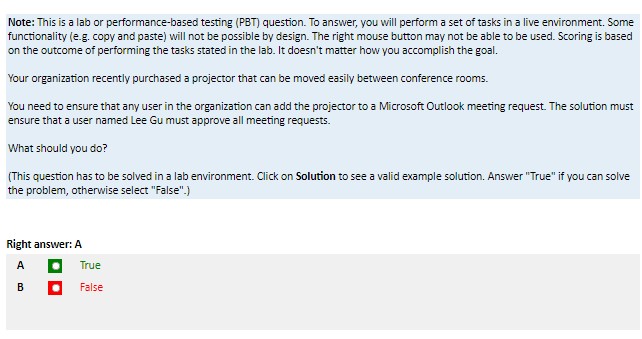 Note: This is a lab or performance-based testing (PBT) question. To answer, you will perform a set of tasks in a live environment. Some
functionality (e.g. copy and paste) will not be possible by design. The right mouse button may not be able to be used. Scoring is based
on the outcome of performing the tasks stated in the lab. It doesn't matter how you accomplish the goal.
Your organization recently purchased a projector that can be moved easily between conference rooms.
You need to ensure that any user in the organization can add the projector to a Microsoft Outlook meeting request. The solution must
ensure that a user named Lee Gu must approve all meeting requests.
What should you do?
(This question has to be solved in a lab environment. Click on Solution to see a valid example solution. Answer "True" if you can solve
the problem, otherwise select "False".)
Right answer: A
A True
B False